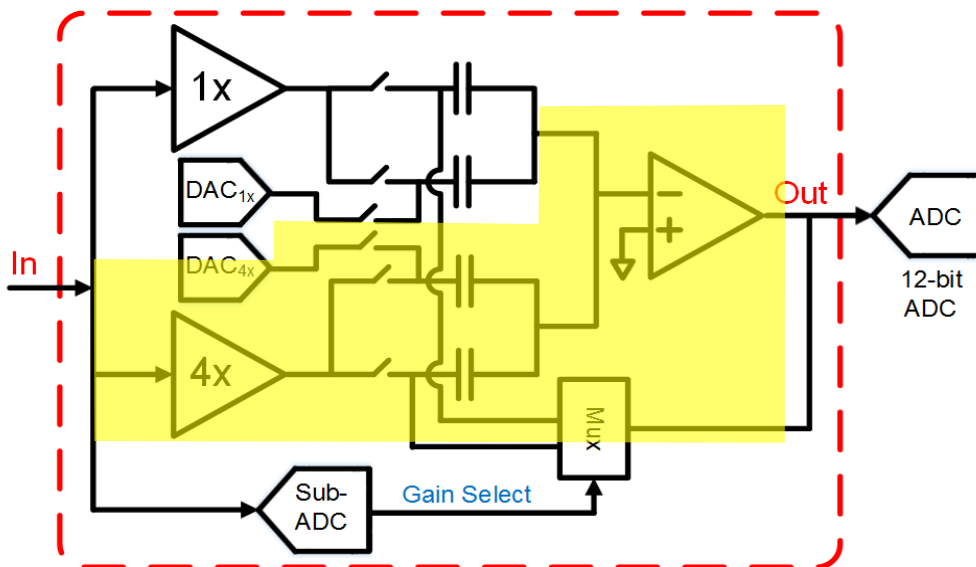 1x
DAC1x
DAC4x
In
4x
Sub-
ADC
Gain Select
Mux
−
+
Out
ADC
12-bit
ADC